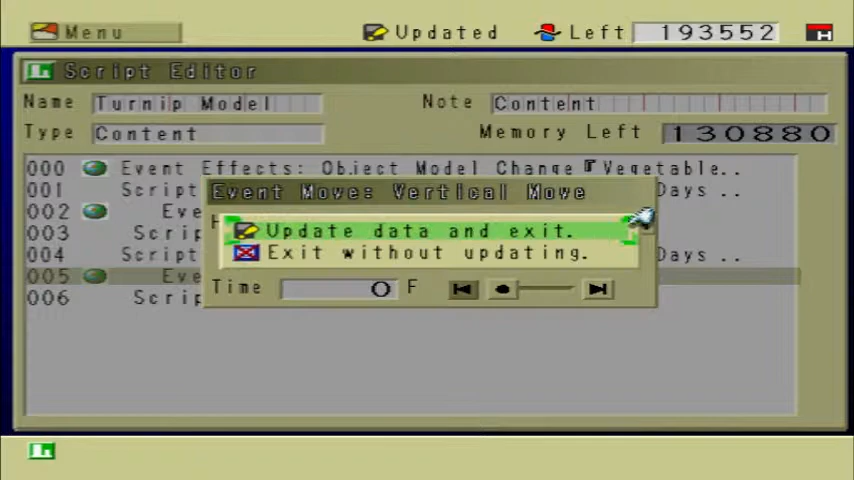 Menu Updated Left 193552
Script Editor
Name Turnip Model Note Content
Type Content Memory Left 130880
000 Event Effects: Object Model Change Vegetable..
001 Script Days ..
Event Move: Vertical Move
002 Eve
003 Scrip
Update data and exit.
004 Script Days ..
Exit without updating.
005 Eve
Time 0 F
006 Scrip